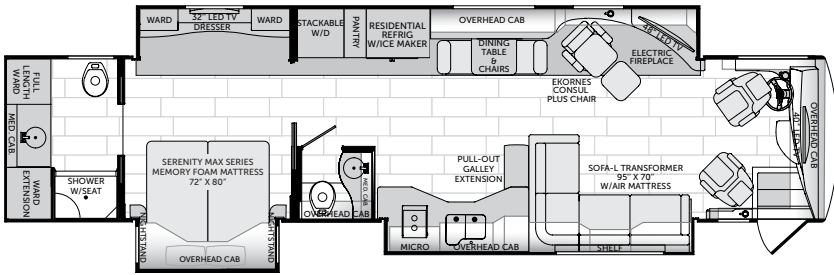 WARD
32" LED TV
DRESSER
WARD
STACKABLE
W/D
PANTRY
RESIDENTIAL
REFRIG
W/ICE MAKER
OVERHEAD CAB
DINING
TABLE
&
CHAIRS
48" LED TV
ELECTRIC
FIREPLACE
EKORNES
CONSUL
PLUS CHAIR
FULL
LENGTH
WARD
MED. CAB.
WARD
EXTENSION
SHOWER
W/SEAT
SERENITY MAX SERIES
MEMORY FOAM MATTRESS
72" X 80"
NIGHTSTAND
NIGHTSTAND
OVERHEAD CAB
MED. CAB
OVERHEAD CAB
PULL-OUT
GALLEY
EXTENSION
MICRO
OVERHEAD CAB
SOFA-L TRANSFORMER
95" X 70"
W/AIR MATTRESS
SHELF
40" LED TV
OVERHEAD CAB